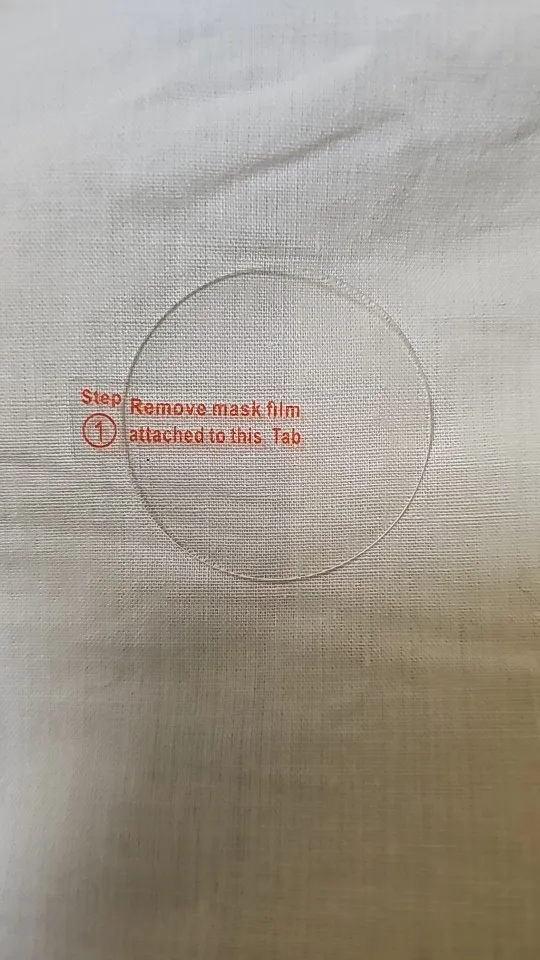 Step Remove mask film
1 attached to this Tab